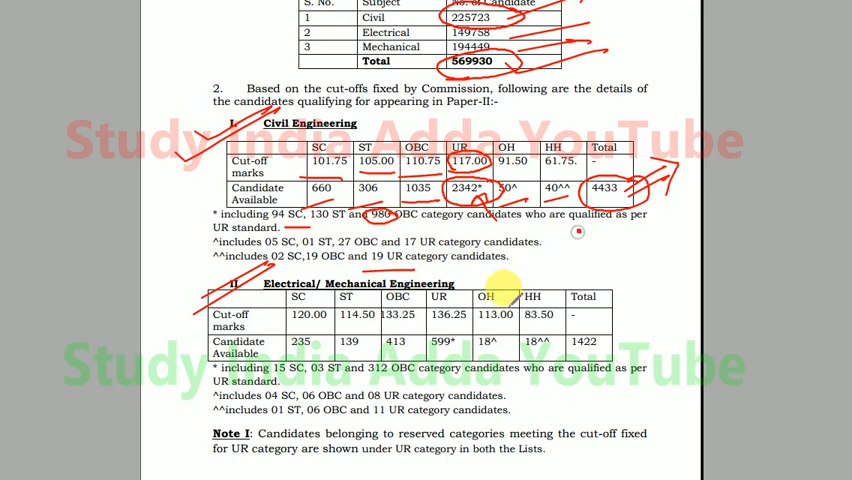 S. No. Subject No. of Candidate
1 Civil 225723
2 Electrical 149758
3 Mechanical 194449
Total 569930
2. Based on the cut-offs fixed by Commission, following are the details of
the candidates qualifying for appearing in Paper-II:-
I. Civil Engineering
SC ST OBC UR OH HH Total
Cut-off marks 101.75 105.00 110.75 117.00 91.50 61.75. -
Candidate Available 660 306 1035 2342* 50^ 40^^ 4433
* including 94 SC, 130 ST and 980 OBC category candidates who are qualified as per
UR standard.
^includes 05 SC, 01 ST, 27 OBC and 17 UR category candidates.
^^includes 02 SC,19 OBC and 19 UR category candidates.
II. Electrical/ Mechanical Engineering
SC ST OBC UR OH HH Total
Cut-off marks 120.00 114.50 133.25 136.25 113.00 83.50 -
Candidate Available 235 139 413 599* 18^ 18^^ 1422
* including 15 SC, 03 ST and 312 OBC category candidates who are qualified as per
UR standard.
^includes 04 SC, 06 OBC and 08 UR category candidates.
^^includes 01 ST, 06 OBC and 11 UR category candidates.
Note I: Candidates belonging to reserved categories meeting the cut-off fixed
for UR category are shown under UR category in both the Lists.
Study India Adda YouTube
Study India Adda YouTube